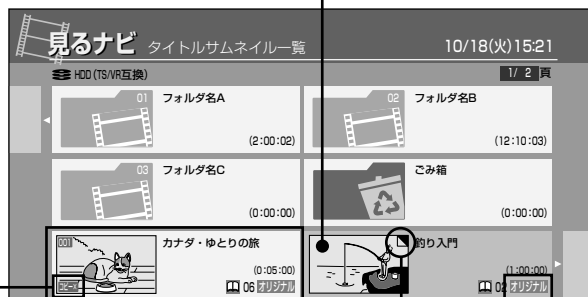 見るナビ タイトルサムネイル一覧 10/18(火)15:21
HDD(TS/VR互換) 1/ 2 頁
01 フォルダ名A
(2:00:02)
02 フォルダ名B
(12:10:03)
03 フォルダ名C
(0:00:00)
ごみ箱
(0:00:00)
001 カナダ・ゆとりの旅
(0:05:00)
06 オリジナル
釣り入門
(1:00:00)
02 オリジナル